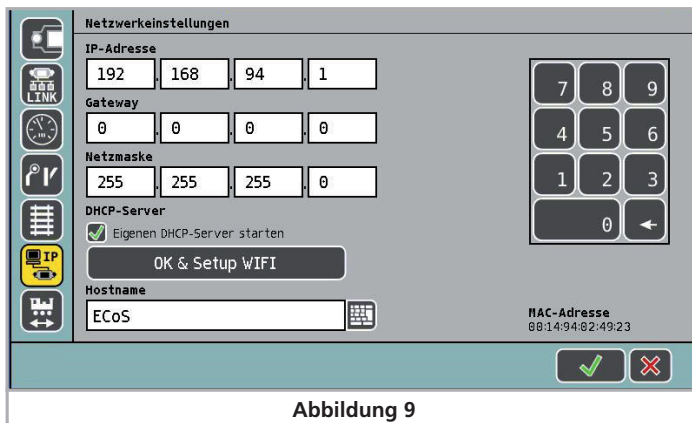 Netzwerkeinstellungen
IP-Adresse
192 . 168 . 94 . 1
Gateway
0 . 0 . 0 . 0
Netzmaske
255 . 255 . 255 . 0
DHCP-Server
Eigenen DHCP-Server starten
OK & Setup WIFI
Hostname
ECoS
LINK
IP
7 8 9
4 5 6
1 2 3
0
MAC-Adresse
00:14:94:02:49:23
Abbildung 9